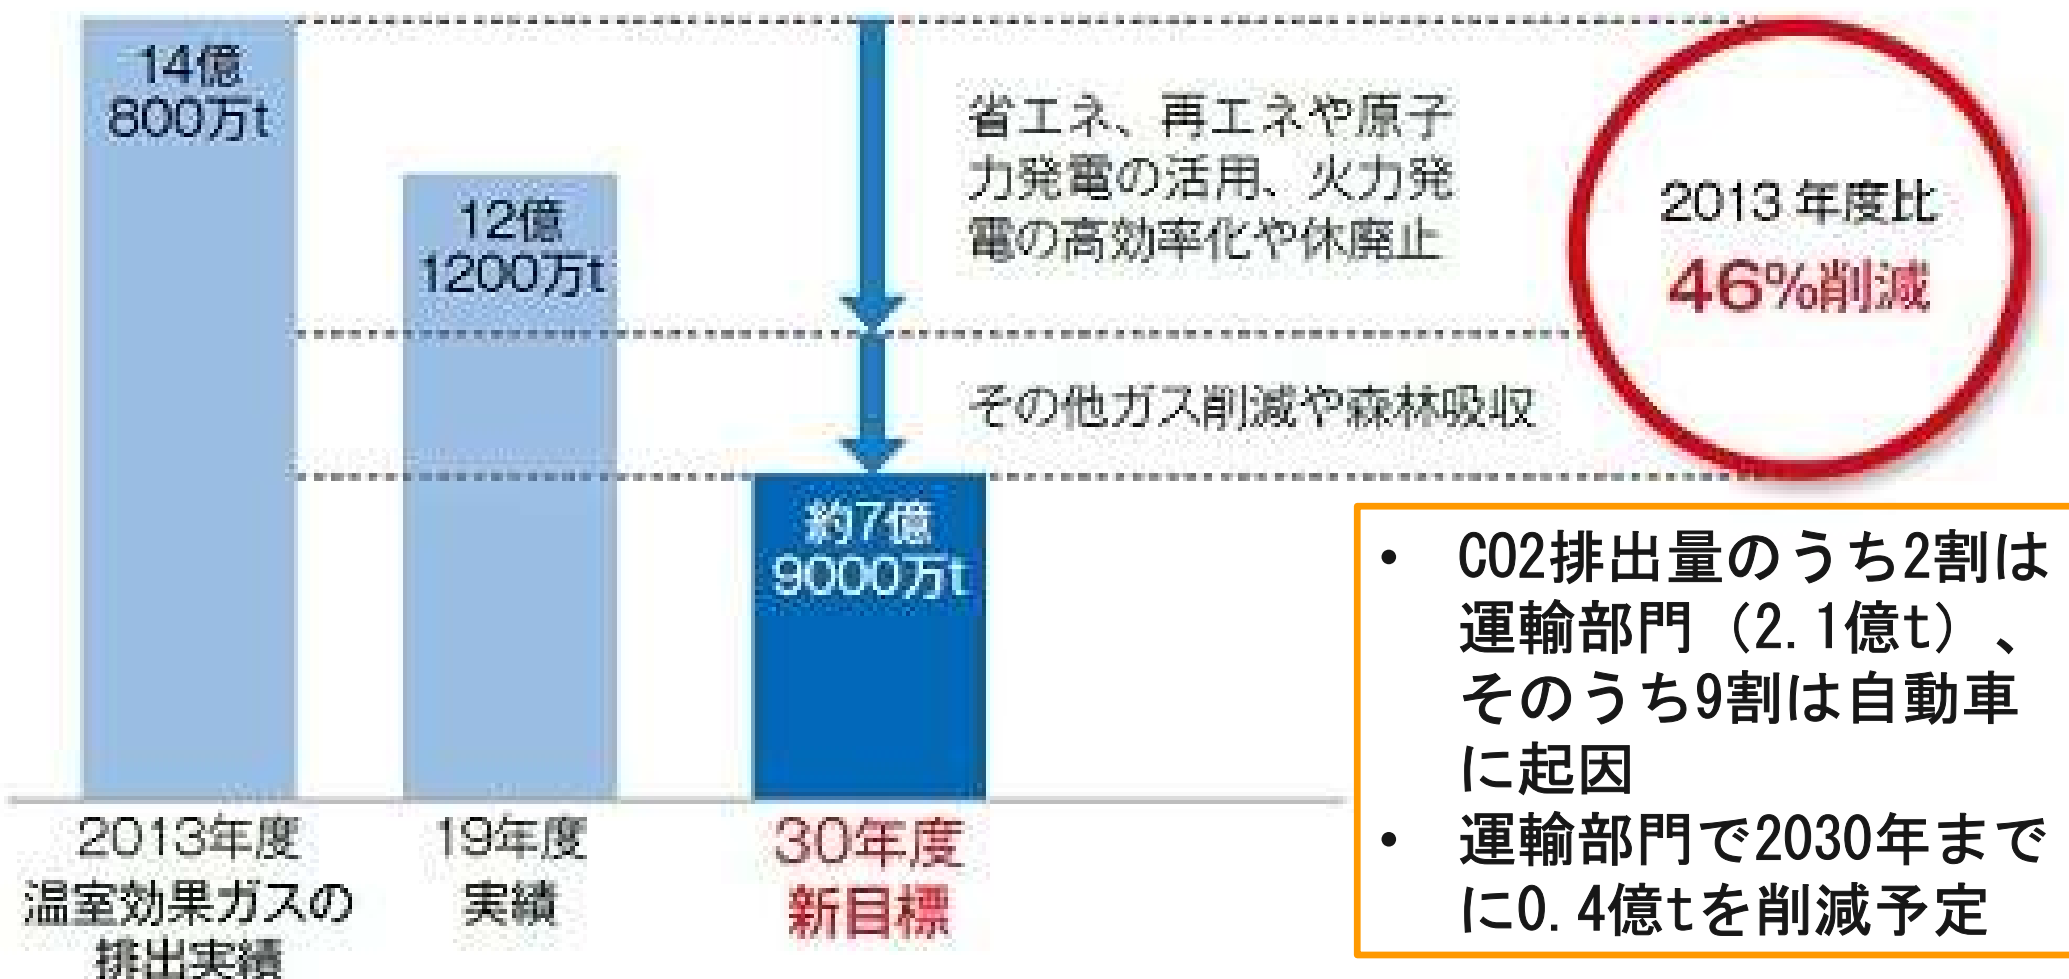 14億
800万t
12億
1200万t
約7億
9000万t
省エネ、再エネや原子
力発電の活用、火力発
電の高効率化や休廃止
その他ガス削減や森林吸収
2013年度比
46%削減
2013年度
温室効果ガスの
排出実績
19年度
実績
30年度
新目標
• CO2排出量のうち2割は
運輸部門（2.1億t）、
そのうち9割は自動車
に起因
• 運輸部門で2030年まで
に0.4億tを削減予定